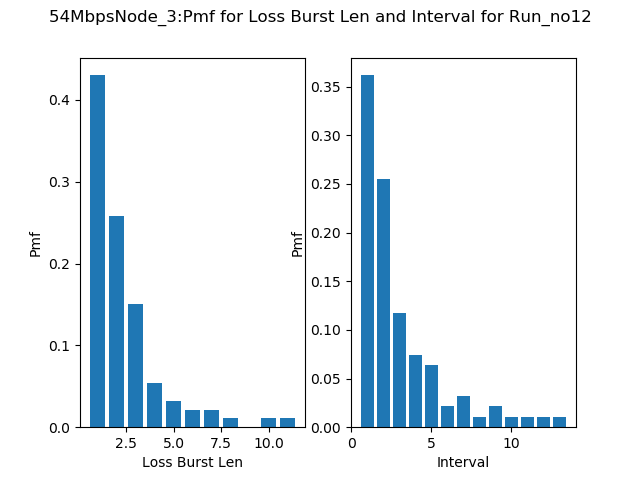 54MbpsNode_3:Pmf for Loss Burst Len and Interval for Run_no12
0.4
0.3
0.2
0.1
0.0
Pmf
2.5 5.0 7.5 10.0
Loss Burst Len
0.35
0.30
0.25
0.20
0.15
0.10
0.05
0.00
Pmf
0 5 10
Interval